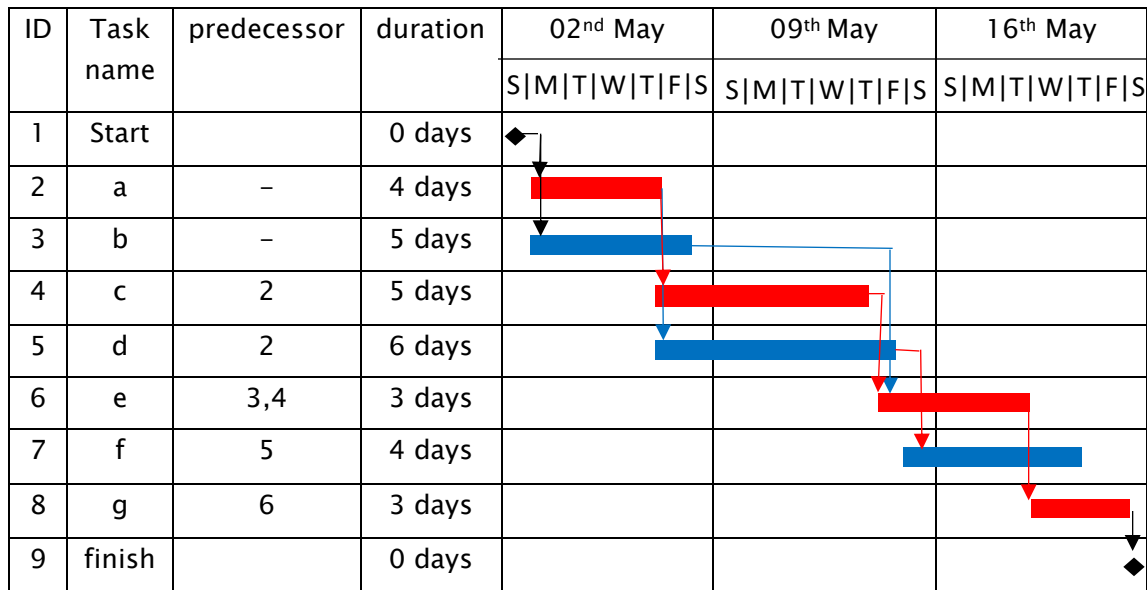 ID Task name predecessor duration 02nd May 09th May 16th May
S|M|T|W|T|F|S S|M|T|W|T|F|S S|M|T|W|T|F|S
1 Start 0 days
2 a – 4 days
3 b – 5 days
4 c 2 5 days
5 d 2 6 days
6 e 3,4 3 days
7 f 5 4 days
8 g 6 3 days
9 finish 0 days